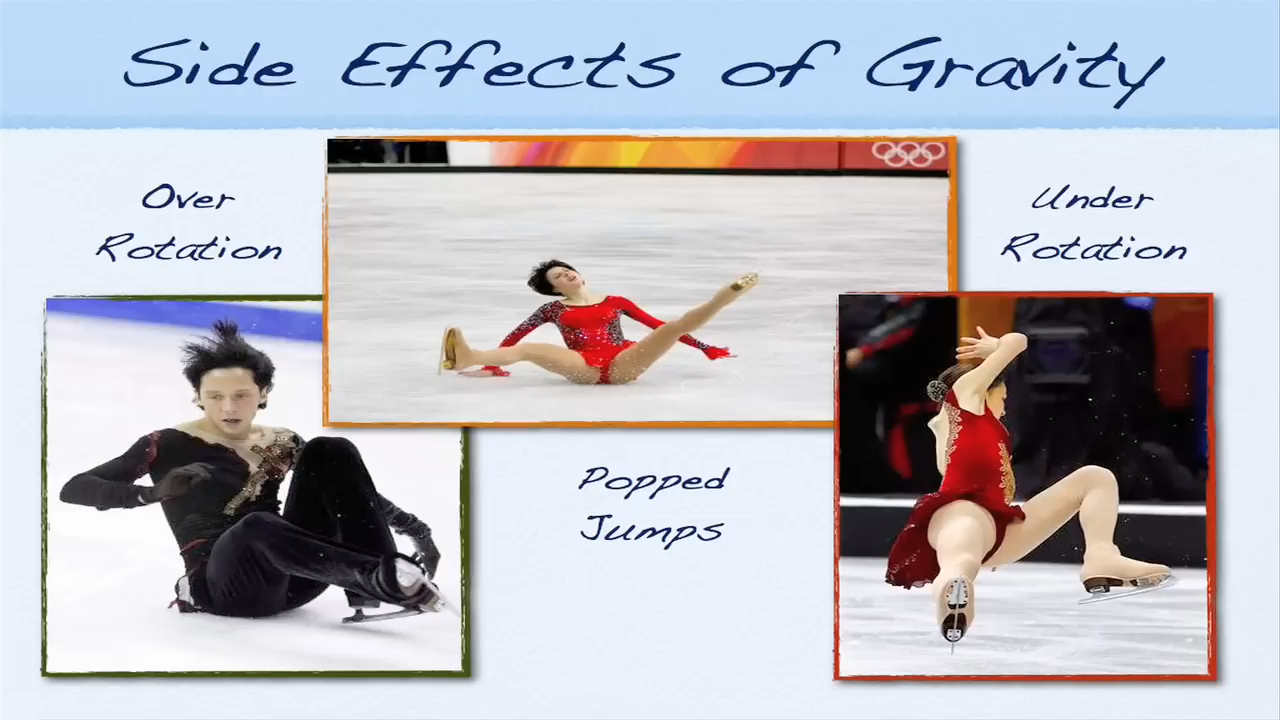 Side Effects of Gravity
Over
Rotation
Under
Rotation
Popped
Jumps